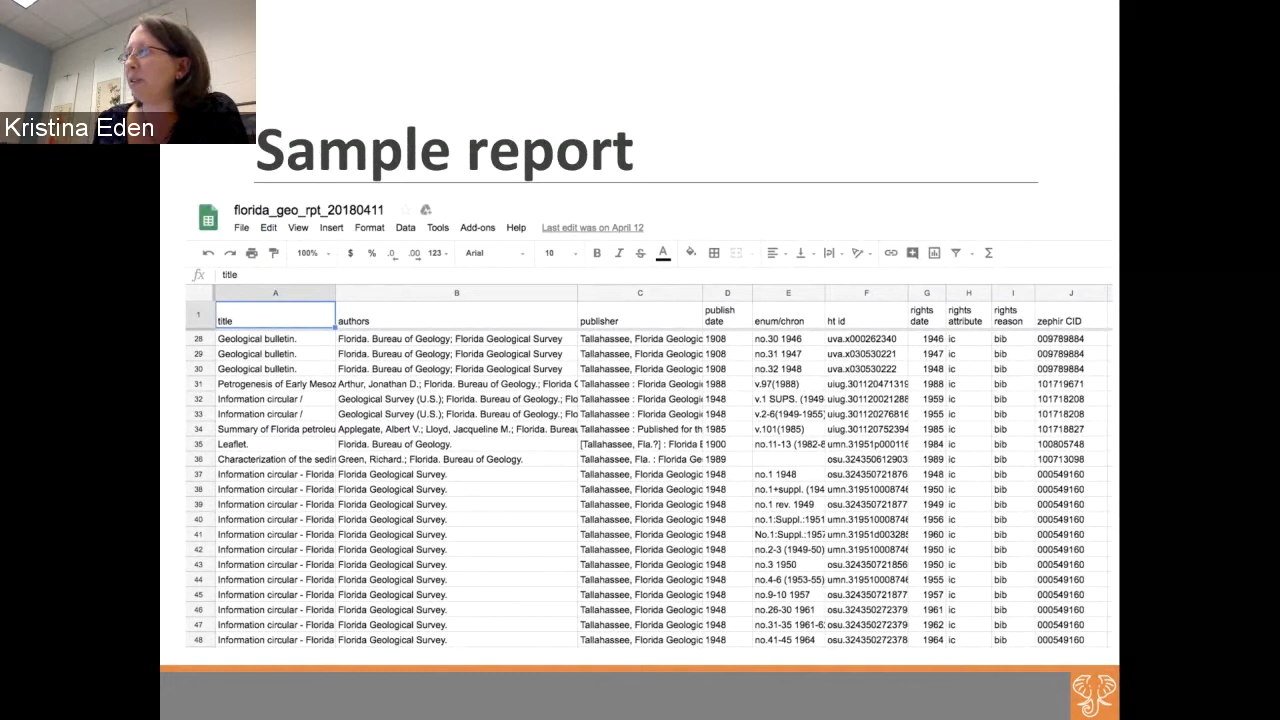 Kristina Eden
Sample report
florida_geo_rpt_20180411
File Edit View Insert Format Data Tools Add-ons Help Last edit was on April 12
100% $ % .0 .00 123 Arial 10 B I S A Σ
fx title
A B C D E F G H I J
1 title authors publisher publish date enum/chron ht id rights date rights attribute rights reason zephir CID
28 Geological bulletin. Florida. Bureau of Geology; Florida Geological Survey Tallahassee, Florida Geologic 1908 no.30 1946 uva.x000262340 1946 ic bib 009789884
29 Geological bulletin. Florida. Bureau of Geology; Florida Geological Survey Tallahassee, Florida Geologic 1908 no.31 1947 uva.x030530221 1947 ic bib 009789884
30 Geological bulletin. Florida. Bureau of Geology; Florida Geological Survey Tallahassee, Florida Geologic 1908 no.32 1948 uva.x030530222 1948 ic bib 009789884
31 Petrogenesis of Early Mesoz Arthur, Jonathan D.; Florida. Bureau of Geology.; Florida G Tallahassee : Florida Geologi 1988 v.97(1988) uiug.301120471319 1988 ic bib 101719671
32 Information circular / Geological Survey (U.S.); Florida. Bureau of Geology.; Flo Tallahassee : Florida Geologi 1948 v.1 SUPS. (1949- uiug.301120021288 1959 ic bib 101718208
33 Information circular / Geological Survey (U.S.); Florida. Bureau of Geology.; Flo Tallahassee : Florida Geologi 1948 v.2-6(1949-1955) uiug.301120276816 1955 ic bib 101718208
34 Summary of Florida petroleu Applegate, Albert V.; Lloyd, Jacqueline M.; Florida. Bureau Tallahassee : Published for th 1985 v.101(1985) uiug.301120752394 1985 ic bib 101718827
35 Leaflet. Florida. Bureau of Geology. [Tallahassee, Fla.?] : Florida B 1900 no.11-13 (1982-8 umn.31951p000116 1984 ic bib 100805748
36 Characterization of the sedim Green, Richard.; Florida. Bureau of Geology. Tallahassee, Fla. : Florida Ge 1989 osu.324350612903 1989 ic bib 100713098
37 Information circular - Florida Florida Geological Survey. Tallahassee, Florida Geologic 1948 no.1 1948 osu.324350721876 1948 ic bib 000549160
38 Information circular - Florida Florida Geological Survey. Tallahassee, Florida Geologic 1948 no.1+suppl. (194 umn.319510008746 1950 ic bib 000549160
39 Information circular - Florida Florida Geological Survey. Tallahassee, Florida Geologic 1948 no.1 rev. 1949 osu.324350721877 1949 ic bib 000549160
40 Information circular - Florida Florida Geological Survey. Tallahassee, Florida Geologic 1948 no.1:Suppl.:1951 umn.319510008746 1956 ic bib 000549160
41 Information circular - Florida Florida Geological Survey. Tallahassee, Florida Geologic 1948 No.1:Suppl.:1957 umn.31951d003285 1960 ic bib 000549160
42 Information circular - Florida Florida Geological Survey. Tallahassee, Florida Geologic 1948 no.2-3 (1949-50) umn.319510008746 1950 ic bib 000549160
43 Information circular - Florida Florida Geological Survey. Tallahassee, Florida Geologic 1948 no.3 1950 osu.324350721856 1950 ic bib 000549160
44 Information circular - Florida Florida Geological Survey. Tallahassee, Florida Geologic 1948 no.4-6 (1953-55) umn.319510008746 1955 ic bib 000549160
45 Information circular - Florida Florida Geological Survey. Tallahassee, Florida Geologic 1948 no.9-10 1957 osu.324350721877 1957 ic bib 000549160
46 Information circular - Florida Florida Geological Survey. Tallahassee, Florida Geologic 1948 no.26-30 1961 osu.324350272379 1961 ic bib 000549160
47 Information circular - Florida Florida Geological Survey. Tallahassee, Florida Geologic 1948 no.31-35 1961-6 osu.324350272379 1962 ic bib 000549160
48 Information circular - Florida Florida Geological Survey. Tallahassee, Florida Geologic 1948 no.41-45 1964 osu.324350272378 1964 ic bib 000549160